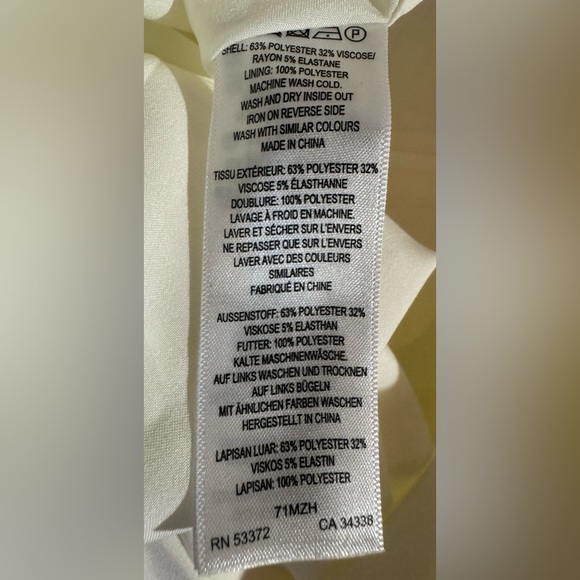 SHELL: 63% POLYESTER 32% VISCOSE/
RAYON 5% ELASTANE
LINING: 100% POLYESTER
MACHINE WASH COLD.
WASH AND DRY INSIDE OUT
IRON ON REVERSE SIDE
WASH WITH SIMILAR COLOURS
MADE IN CHINA
TISSU EXTÉRIEUR: 63% POLYESTER 32%
VISCOSE 5% ÉLASTHANNE
DOUBLURE: 100% POLYESTER
LAVAGE À FROID EN MACHINE.
LAVER ET SÉCHER SUR L'ENVERS
NE REPASSER QUE SUR L'ENVERS
LAVER AVEC DES COULEURS
SIMILAIRES
FABRIQUÉ EN CHINE
AUSSENSTOFF: 63% POLYESTER 32%
VISKOSE 5% ELASTHAN
FUTTER: 100% POLYESTER
KALTE MASCHINENWÄSCHE.
AUF LINKS WASCHEN UND TROCKNEN
AUF LINKS BÜGELN
MIT ÄHNLICHEN FARBEN WASCHEN
HERGESTELLT IN CHINA
LAPISAN LUAR: 63% POLYESTER 32%
VISKOS 5% ELASTIN
LAPISAN: 100% POLYESTER
71MZH
RN 53372 CA 34338